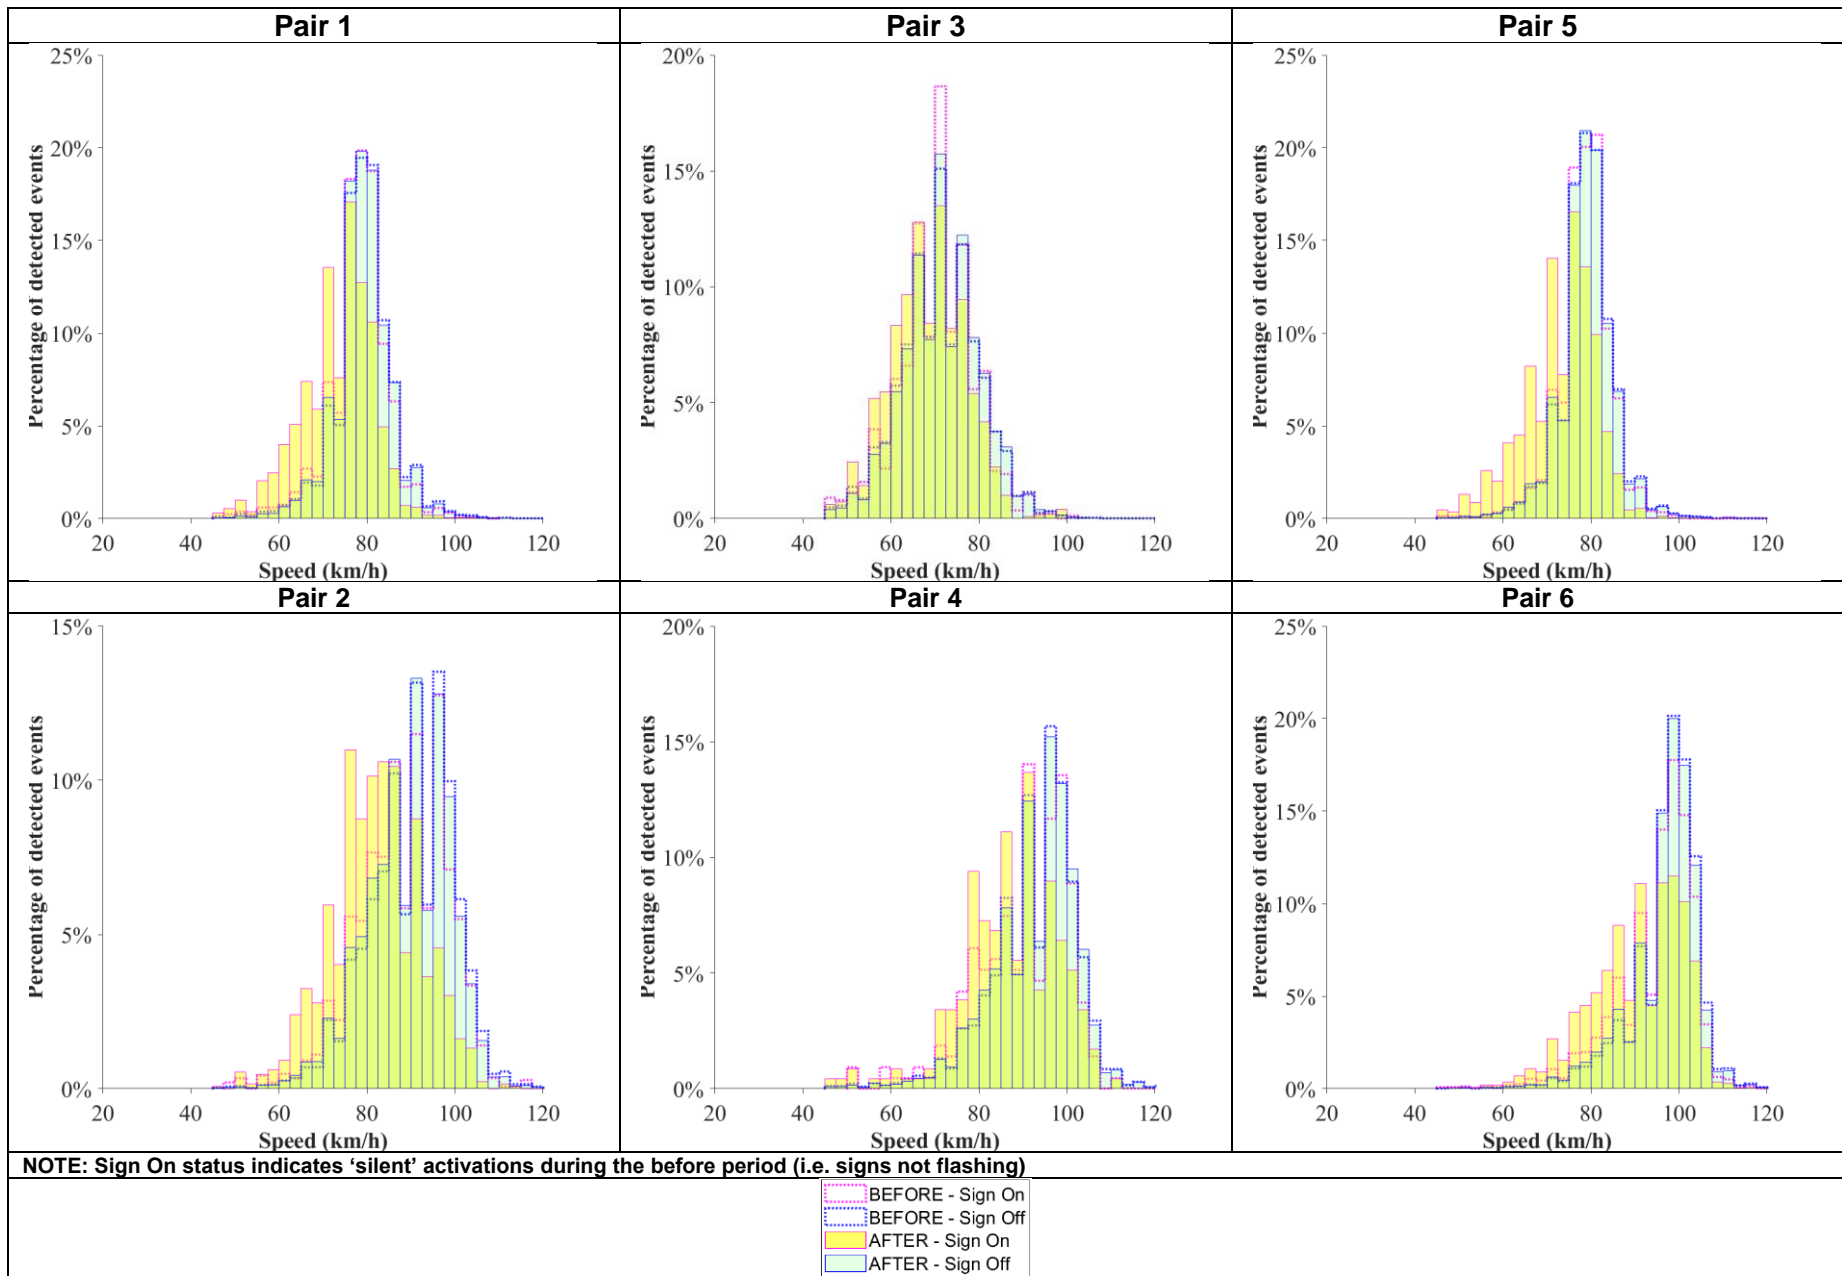 Pair 1
Pair 3
Pair 5
25%
20%
15%
10%
5%
0%
20 40 60 80 100 120
Percentage of detected events
Speed (km/h)
20%
15%
10%
5%
0%
20 40 60 80 100 120
Percentage of detected events
Speed (km/h)
25%
20%
15%
10%
5%
0%
20 40 60 80 100 120
Percentage of detected events
Speed (km/h)
Pair 2
Pair 4
Pair 6
15%
10%
5%
0%
20 40 60 80 100 120
Percentage of detected events
Speed (km/h)
20%
15%
10%
5%
0%
20 40 60 80 100 120
Percentage of detected events
Speed (km/h)
25%
20%
15%
10%
5%
0%
20 40 60 80 100 120
Percentage of detected events
Speed (km/h)
NOTE: Sign On status indicates ‘silent’ activations during the before period (i.e. signs not flashing)
BEFORE - Sign On
BEFORE - Sign Off
AFTER - Sign On
AFTER - Sign Off